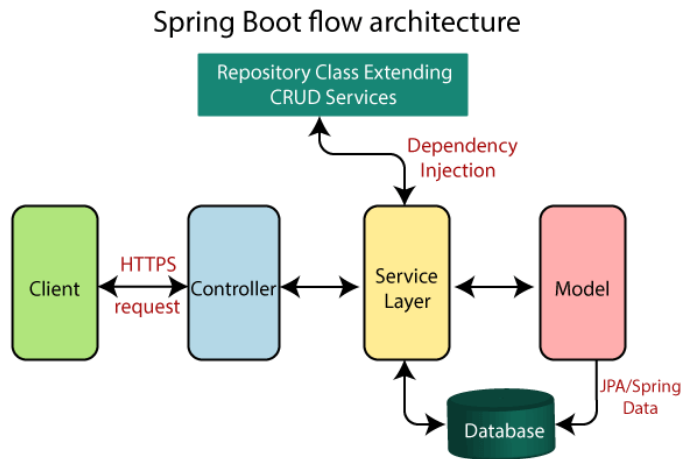 Spring Boot flow architecture
Repository Class Extending
CRUD Services
Dependency
Injection
Client
HTTPS
request
Controller
Service
Layer
Model
JPA/Spring
Data
Database